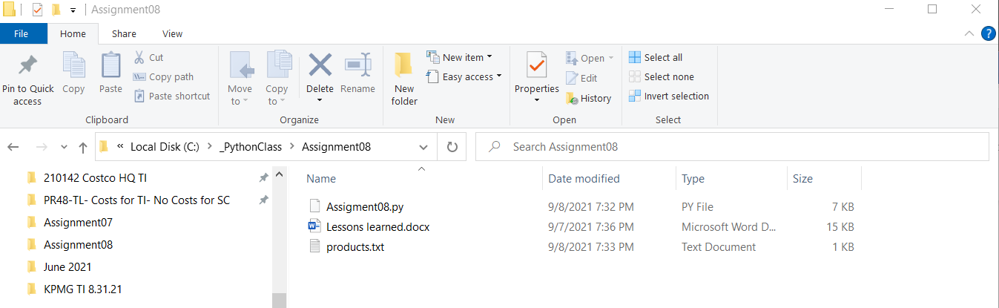 Assignment08
File Home Share View
Pin to Quick access
Copy
Paste
Cut
Copy path
Paste shortcut
Clipboard
Move to
Copy to
Delete
Rename
Organize
New folder
New item
Easy access
New
Properties
Open
Edit
History
Open
Select all
Select none
Invert selection
Select
« Local Disk (C:) > _PythonClass > Assignment08
Search Assignment08
210142 Costco HQ TI
PR48-TL- Costs for TI- No Costs for SC
Assignment07
Assignment08
June 2021
KPMG TI 8.31.21
Name Date modified Type Size
Assigment08.py 9/8/2021 7:32 PM PY File 7 KB
Lessons learned.docx 9/7/2021 7:36 PM Microsoft Word D... 15 KB
products.txt 9/8/2021 7:33 PM Text Document 1 KB